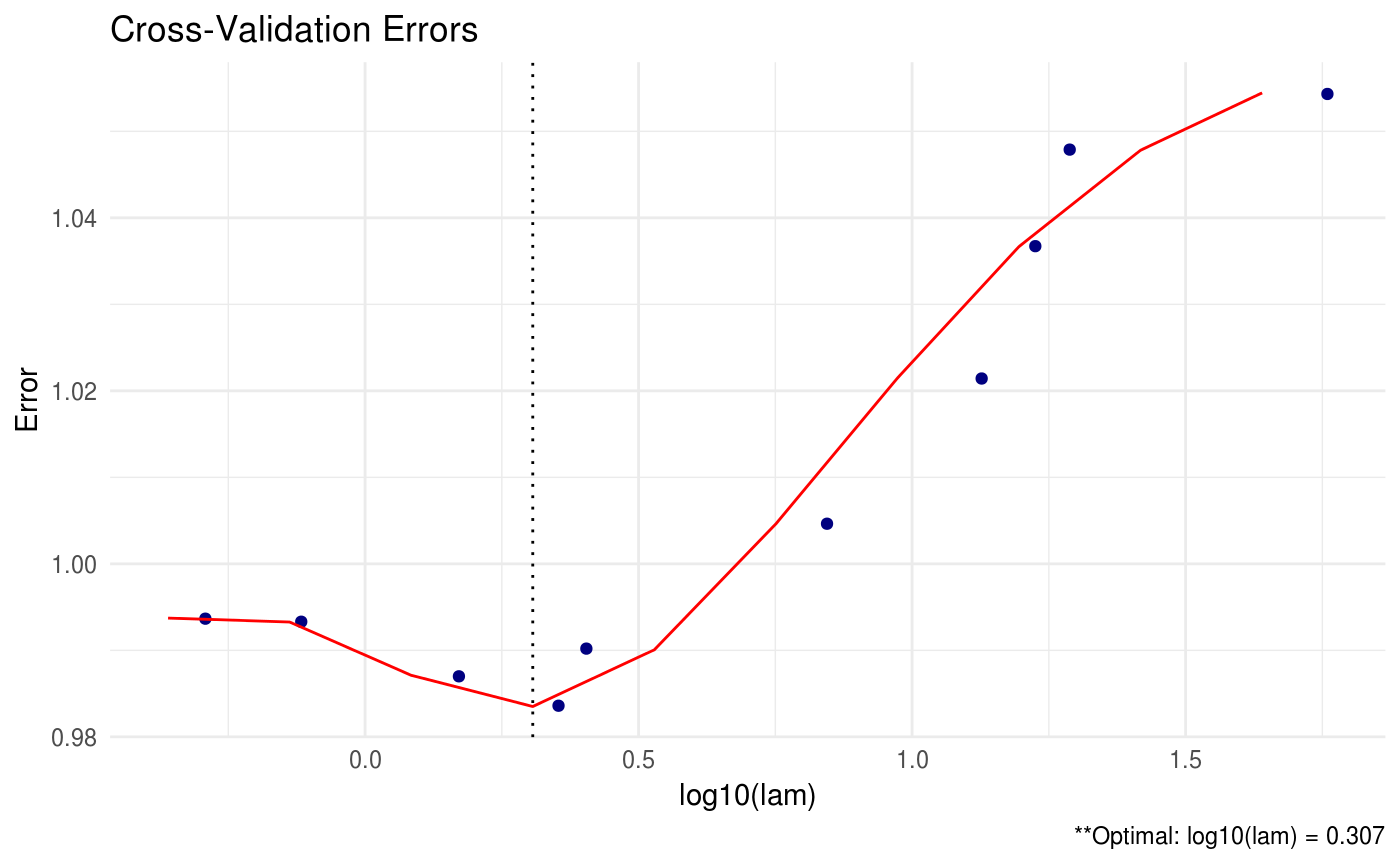 Cross-Validation Errors
Error
1.04
1.02
1.00
0.98
0.0 0.5 1.0 1.5
log10(lam)
**Optimal: log10(lam) = 0.307